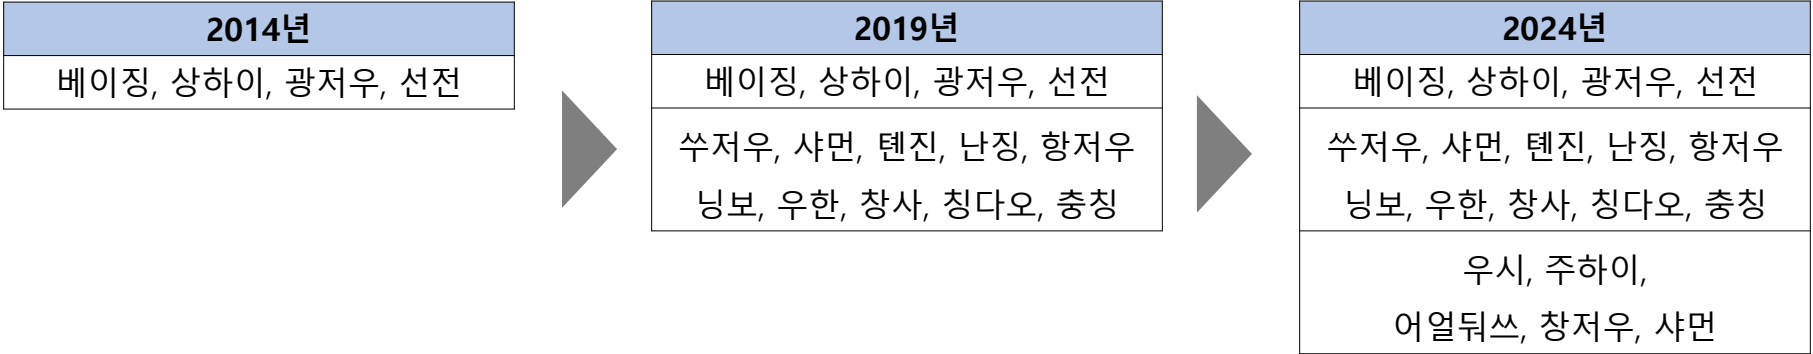 2014년
베이징, 상하이, 광저우, 선전
2019년
베이징, 상하이, 광저우, 선전
쑤저우, 샤먼, 톈진, 난징, 항저우
닝보, 우한, 창사, 칭다오, 충칭
2024년
베이징, 상하이, 광저우, 선전
쑤저우, 샤먼, 톈진, 난징, 항저우
닝보, 우한, 창사, 칭다오, 충칭
우시, 주하이,
어얼둬쓰, 창저우, 샤먼